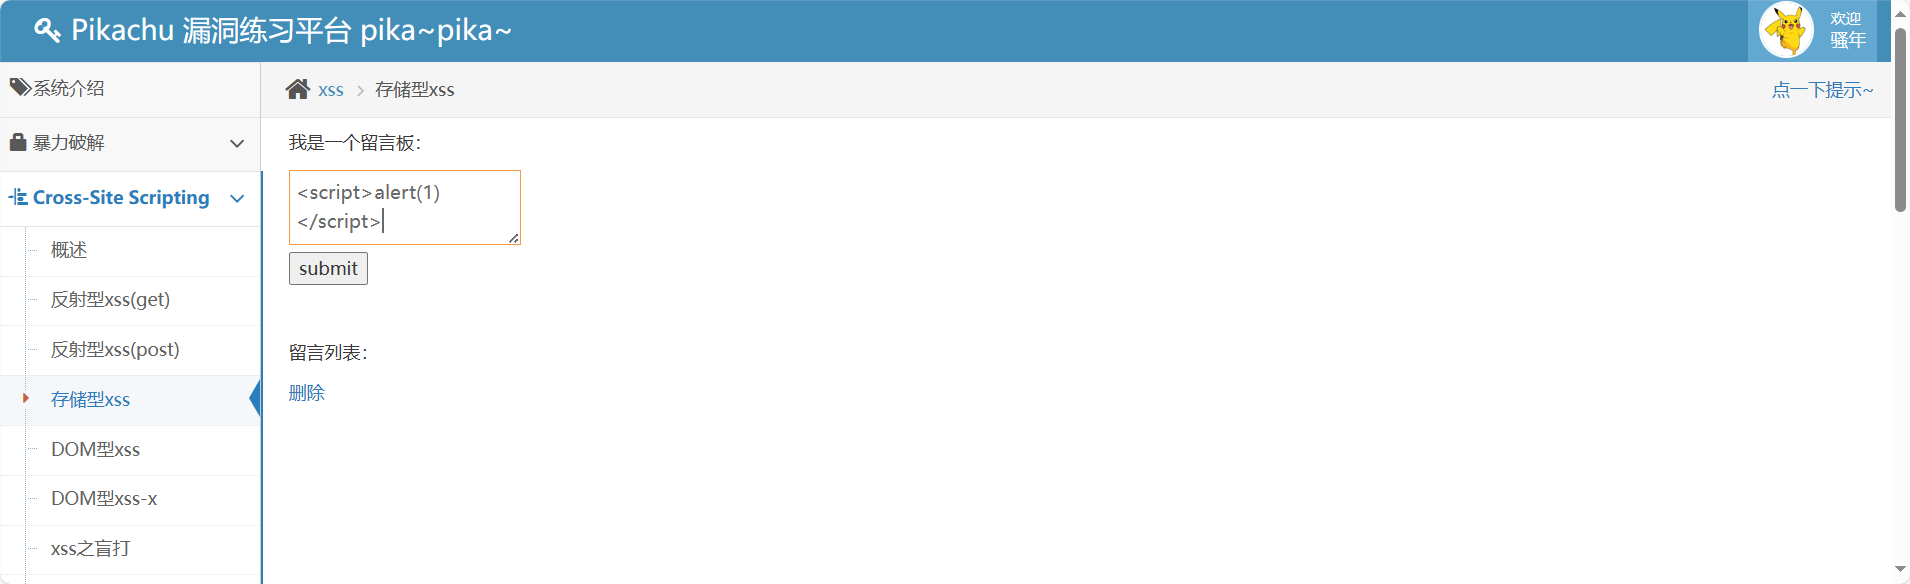 Pikachu 漏洞练习平台 pika~pika~
欢迎
骚年
系统介绍
暴力破解
Cross-Site Scripting
概述
反射型xss(get)
反射型xss(post)
存储型xss
DOM型xss
DOM型xss-x
xss之盲打
xss
存储型xss
点一下提示~
我是一个留言板：
<script>alert(1)
</script>
submit
留言列表：
删除